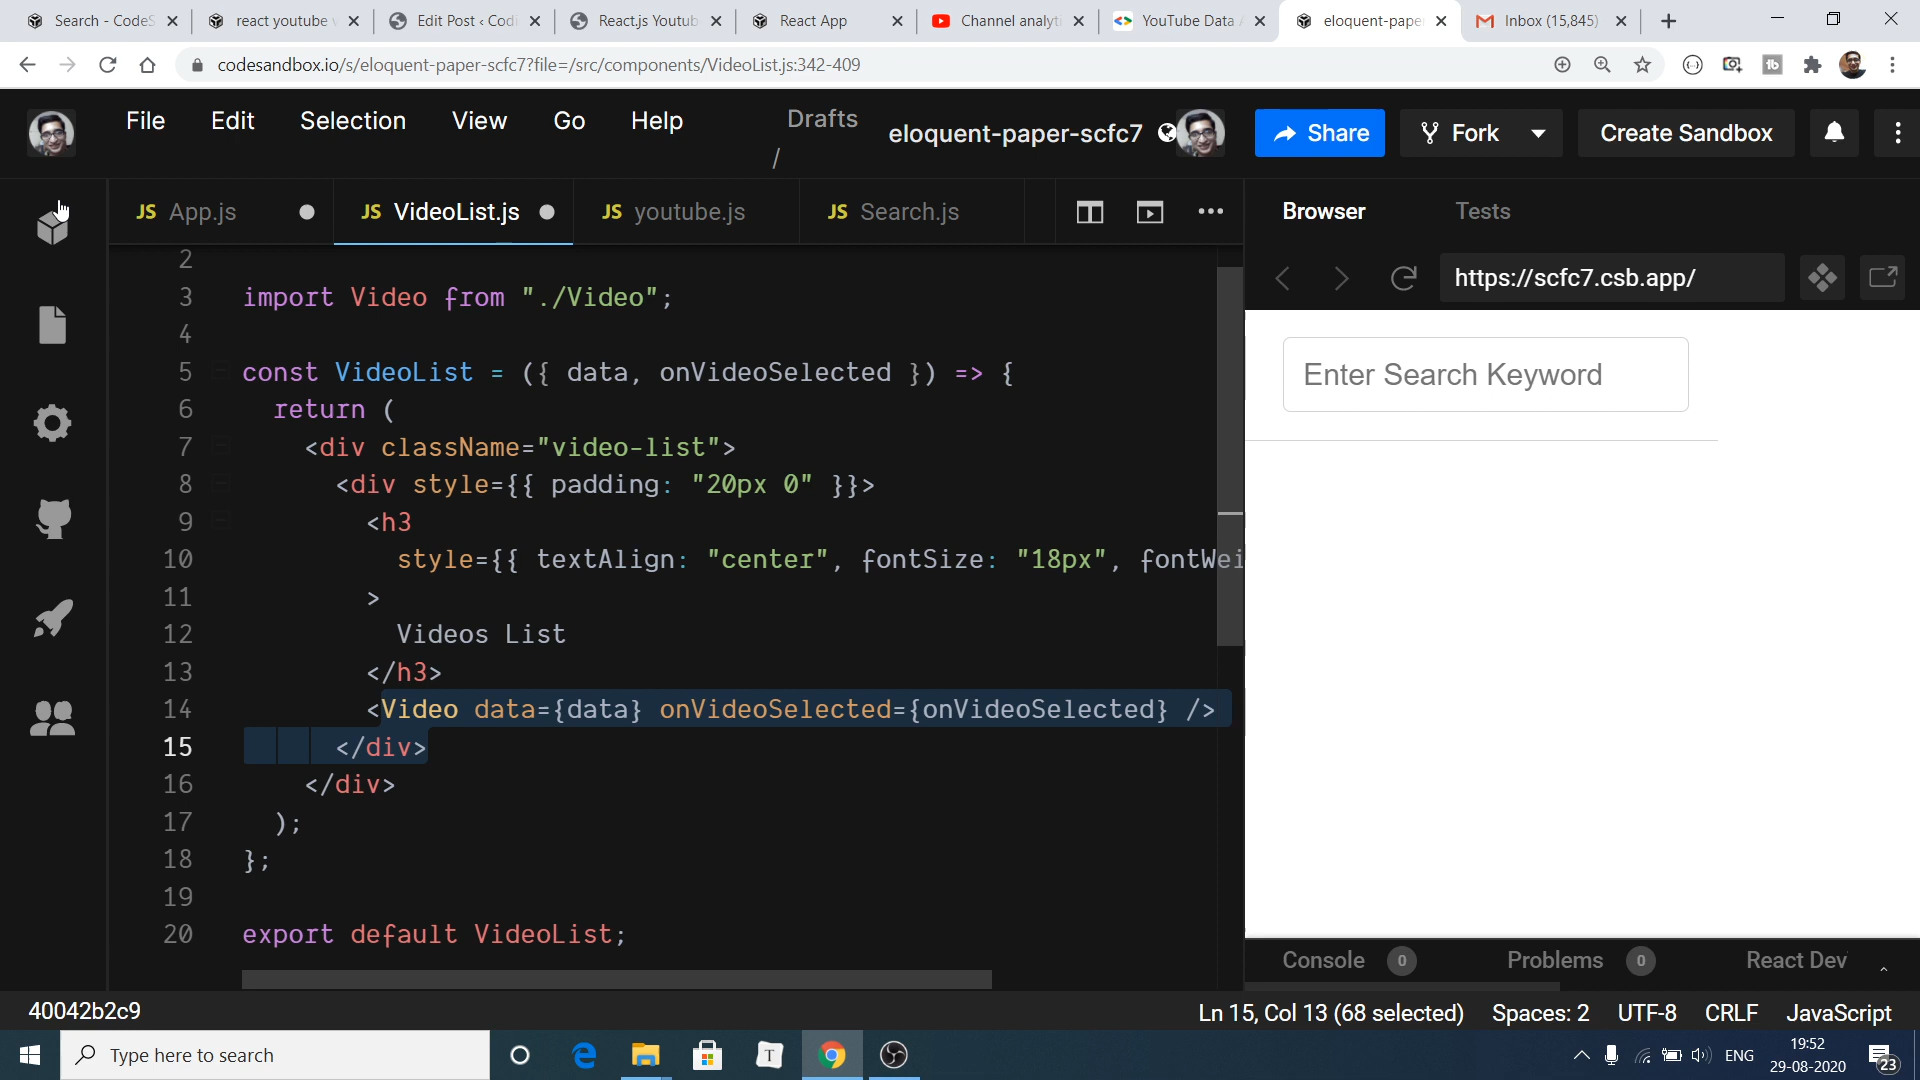 Search - CodeS
react youtube v
Edit Post ‹ Codi
React.js Youtub
React App
Channel analyti
YouTube Data A
eloquent-pape
Inbox (15,845)
codesandbox.io/s/eloquent-paper-scfc7?file=/src/components/VideoList.js:342-409
File Edit Selection View Go Help
Drafts
/
eloquent-paper-scfc7
Share
Fork
Create Sandbox
JS App.js
JS VideoList.js
JS youtube.js
JS Search.js
Browser
Tests
https://scfc7.csb.app/
Enter Search Keyword
2
3 import Video from "./Video";
4
5 const VideoList = ({ data, onVideoSelected }) => {
6 return (
7 <div className="video-list">
8 <div style={{ padding: "20px 0" }}>
9 <h3
10 style={{ textAlign: "center", fontSize: "18px", fontWei
11 >
12 Videos List
13 </h3>
14 <Video data={data} onVideoSelected={onVideoSelected} />
15 </div>
16 </div>
17 );
18 };
19
20 export default VideoList;
Console 0
Problems 0
React Dev
40042b2c9
Ln 15, Col 13 (68 selected)
Spaces: 2
UTF-8
CRLF
JavaScript
Type here to search
T
ENG
19:52
29-08-2020
23